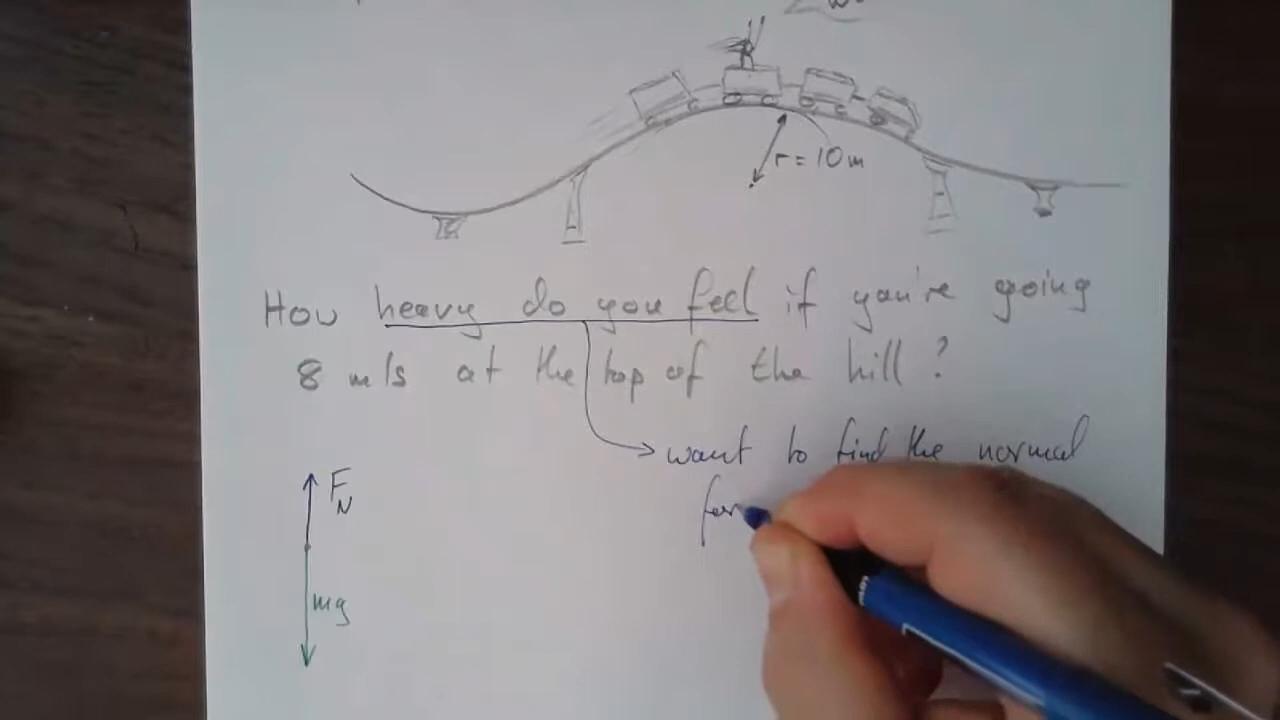 r = 10 m
How heavy do you feel if you're going
8 m/s at the top of the hill?
want to find the normal
for
F_N
mg